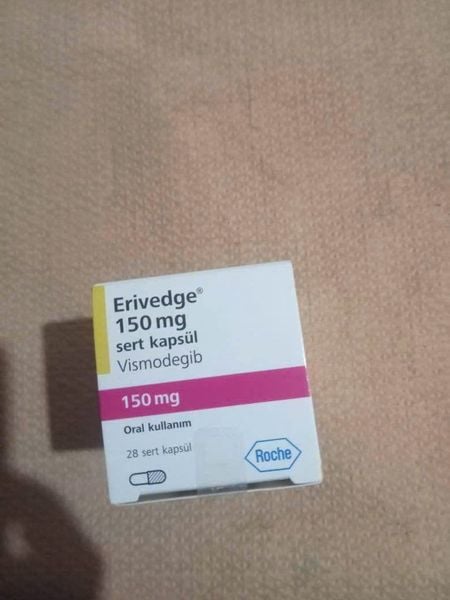 Erivedge®
150 mg
sert kapsül
Vismodegib
150 mg
Oral kullanım
28 sert kapsül
Roche